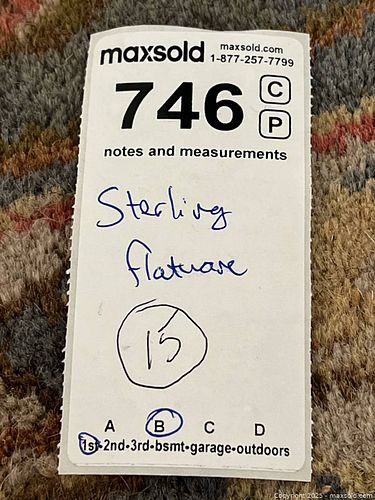 maxsold maxsold.com
1-877-257-7799
746 C
P
notes and measurements
Sterling
flatware
15
A B C D
1st-2nd-3rd-bsmt-garage-outdoors
Copyright 2025 - maxsold.com